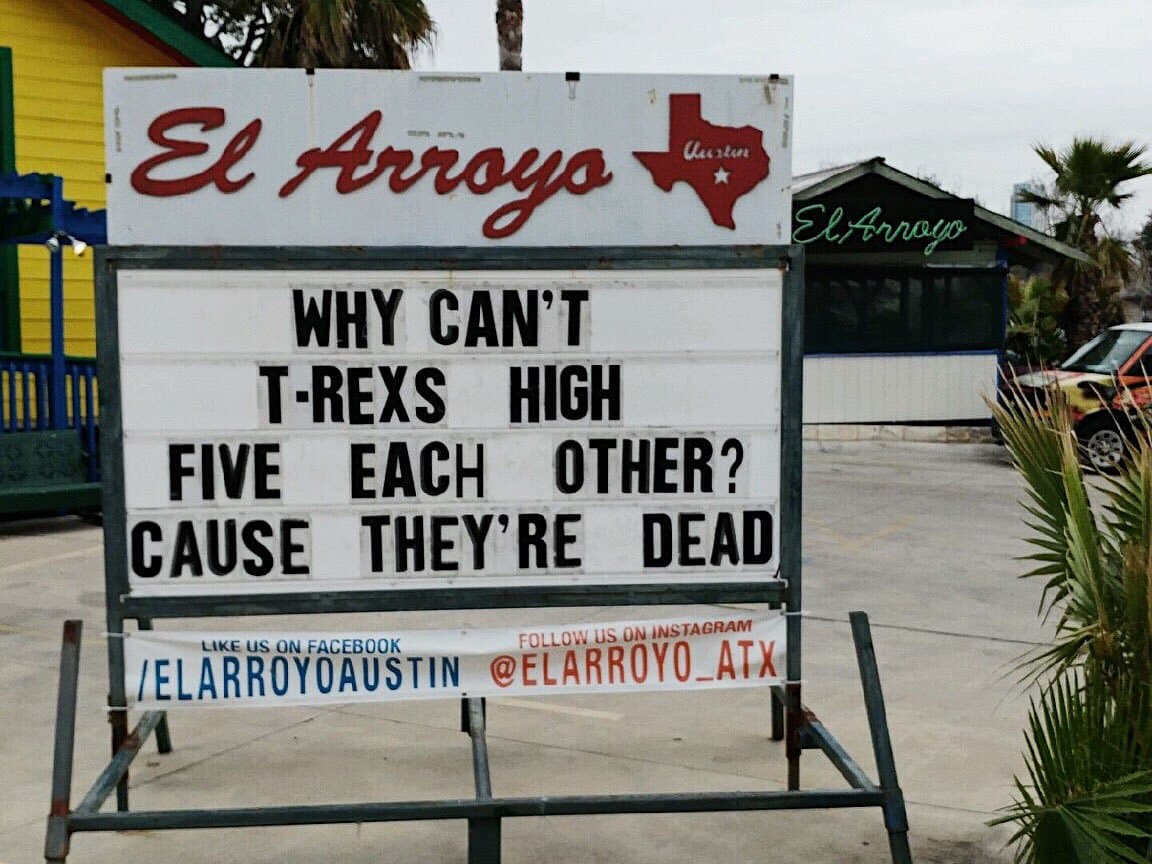 El Arroyo
Austin
El Arroyo
WHY CAN'T
T-REXS HIGH
FIVE EACH OTHER?
CAUSE THEY'RE DEAD
LIKE US ON FACEBOOK
/ELARROYOAUSTIN
FOLLOW US ON INSTAGRAM
@ELARROYO_ATX